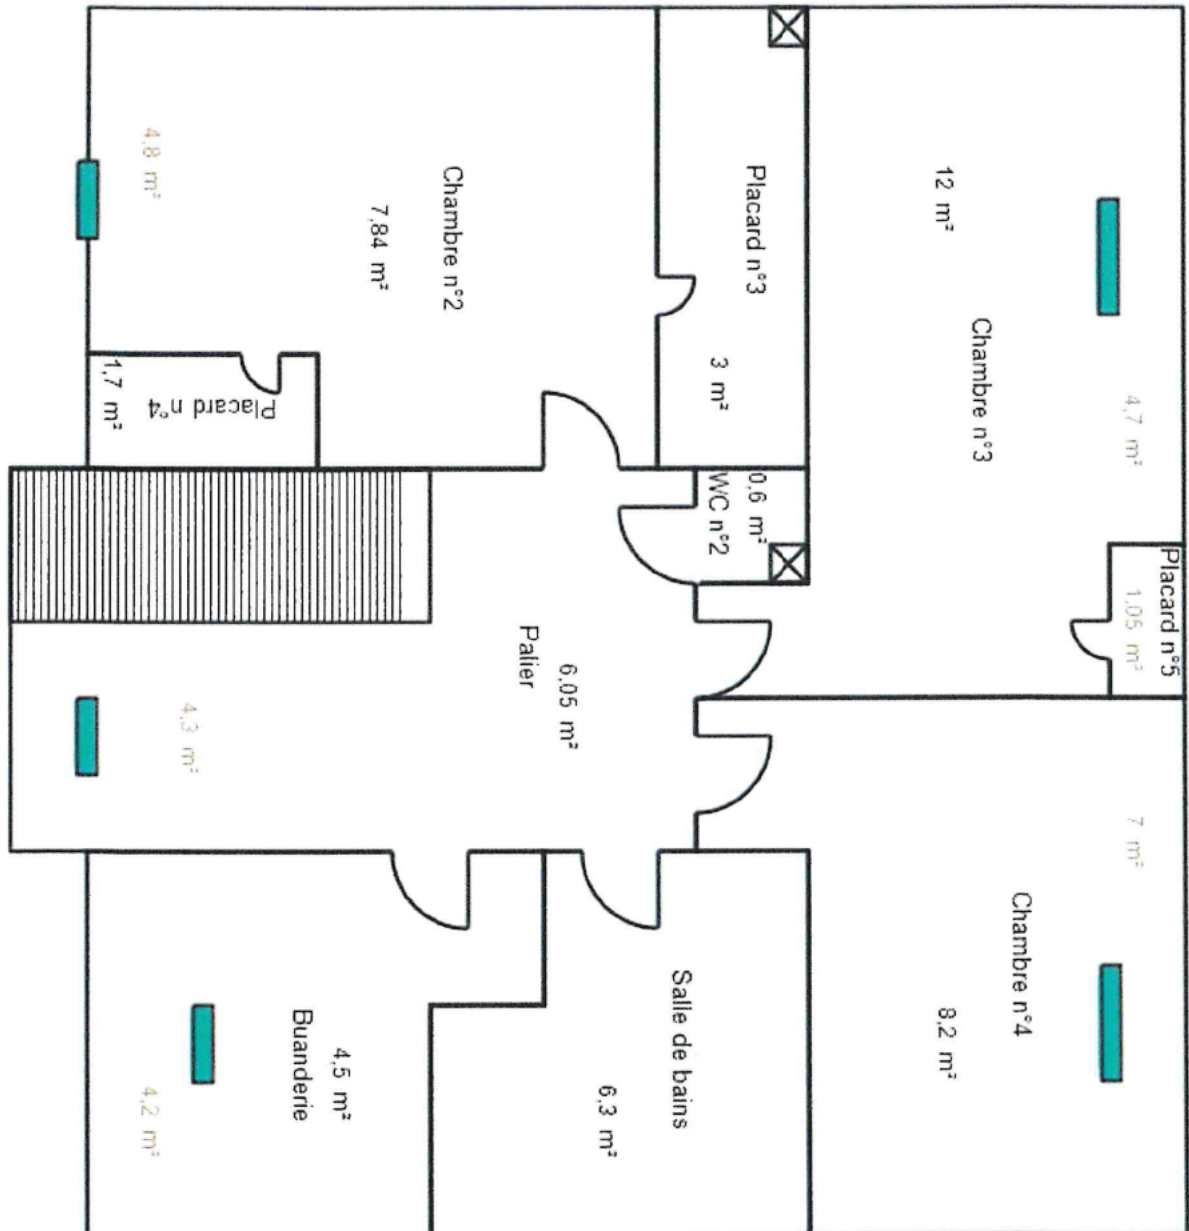 Chambre n°2
7,84 m²
4,8 m²
Placard n°3
3 m²
12 m²
Chambre n°3
4,7 m²
Placard n°4
1,7 m²
0,6 m²
WC n°2
Placard n°5
1,05 m²
6,05 m²
Palier
4,3 m²
7 m²
Chambre n°4
8,2 m²
Salle de bains
6,3 m²
4,5 m²
Buanderie
4,2 m²